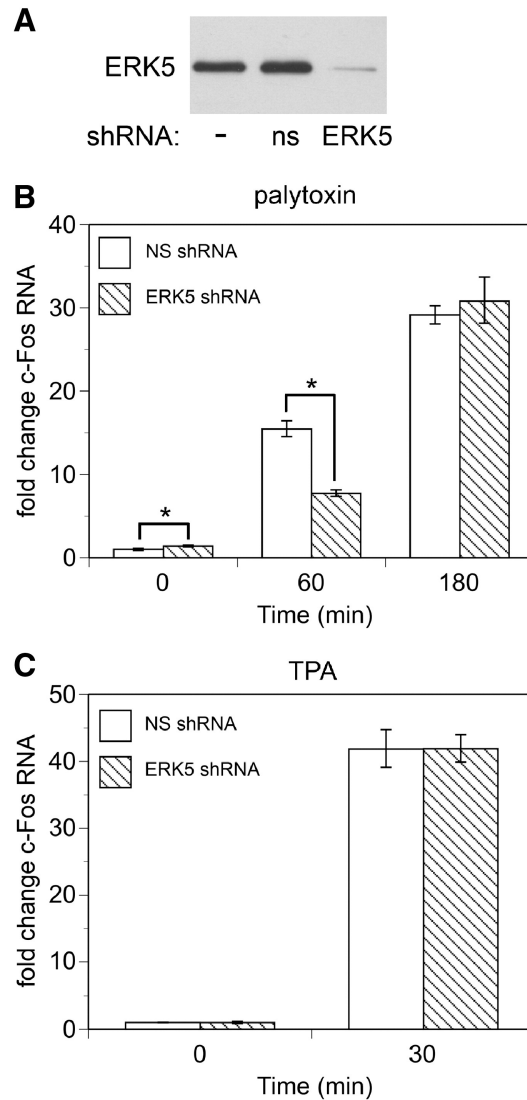 A
ERK5
shRNA: - ns ERK5
B
palytoxin
fold change c-Fos RNA
40
30
20
10
0
NS shRNA
ERK5 shRNA
*
*
0 60 180
Time (min)
C
TPA
fold change c-Fos RNA
50
40
30
20
10
0
NS shRNA
ERK5 shRNA
0 30
Time (min)